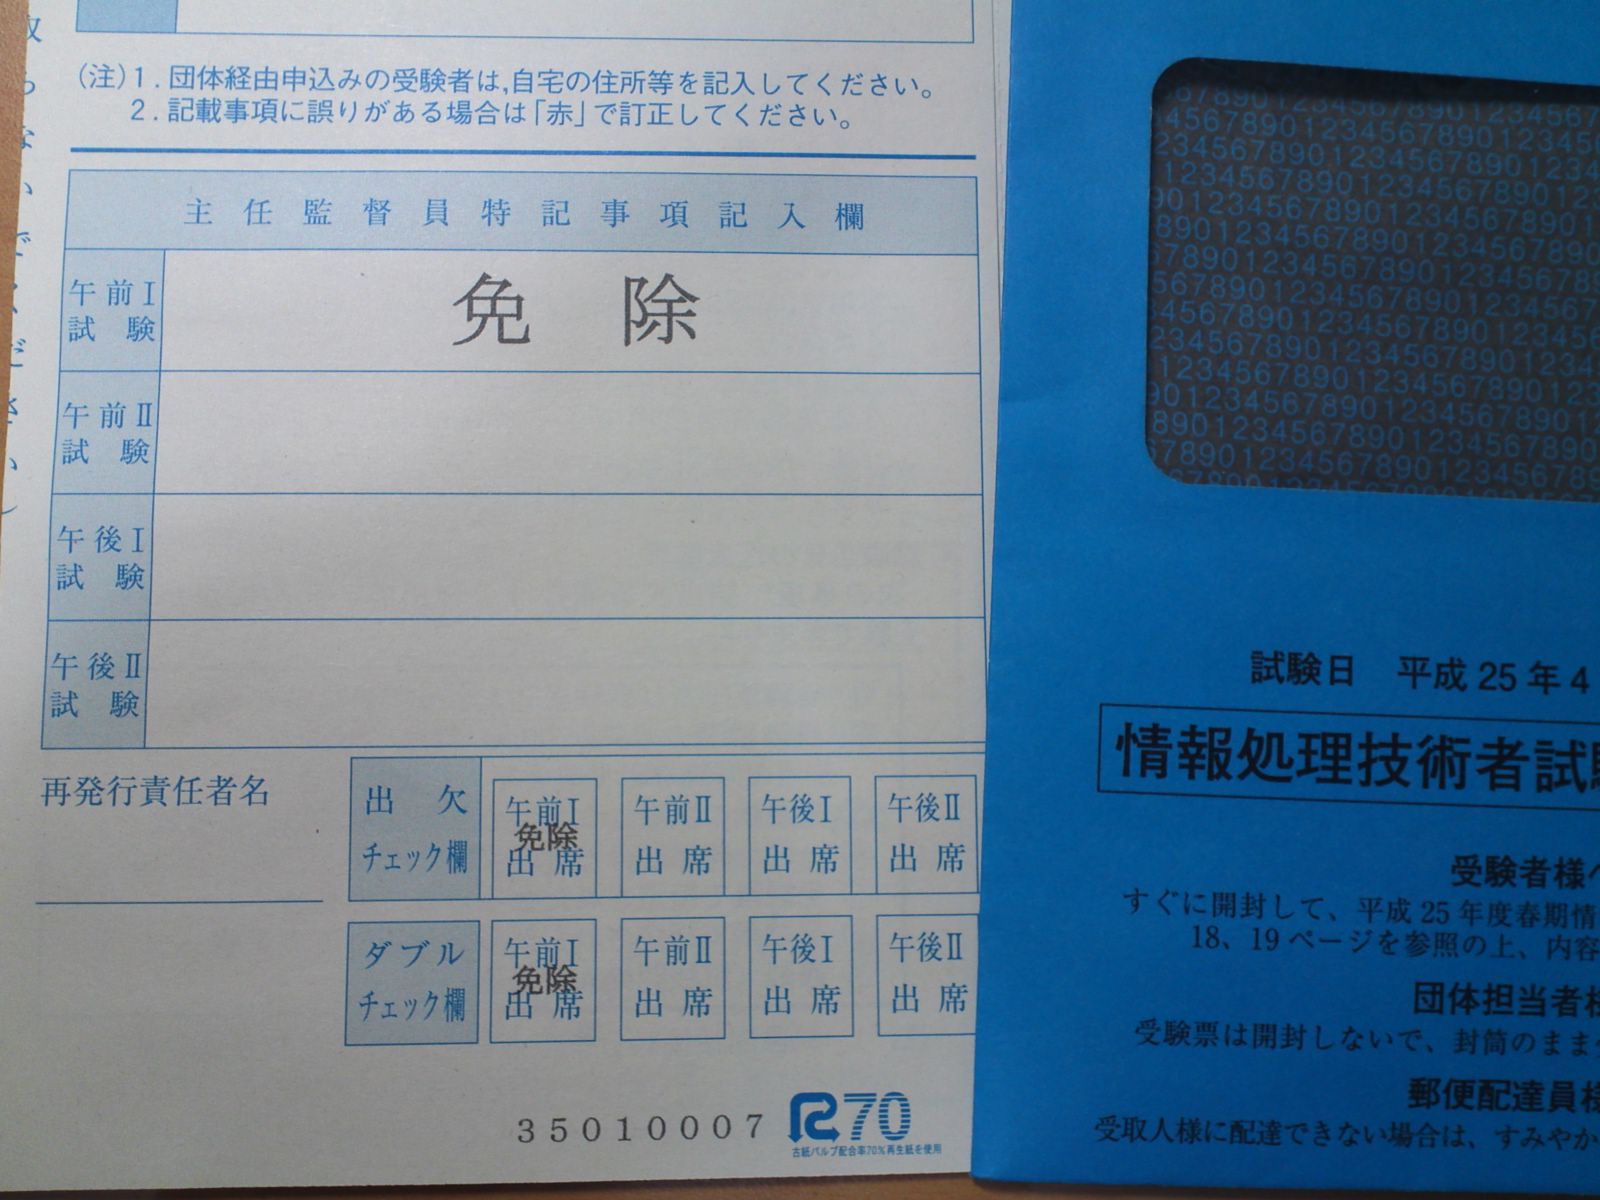 取らないでください）
(注) 1. 団体経由申込みの受験者は,自宅の住所等を記入してください。
2. 記載事項に誤りがある場合は「赤」で訂正してください。
主任監督員特記事項記入欄
午前Ⅰ
試験
免除
午前Ⅱ
試験
午後Ⅰ
試験
午後Ⅱ
試験
再発行責任者名
出欠
チェック欄
午前Ⅰ
免除
出席
午前Ⅱ
出席
午後Ⅰ
出席
午後Ⅱ
出席
ダブル
チェック欄
午前Ⅰ
免除
出席
午前Ⅱ
出席
午後Ⅰ
出席
午後Ⅱ
出席
35010007
R70
古紙パルプ配合率70%再生紙を使用
試験日 平成25年4
情報処理技術者試験
受験者様へ
すぐに開封して、平成25年度春期情
18、19ページを参照の上、内容
団体担当者様
受験票は開封しないで、封筒のまま
郵便配達員様
受取人様に配達できない場合は、すみやか